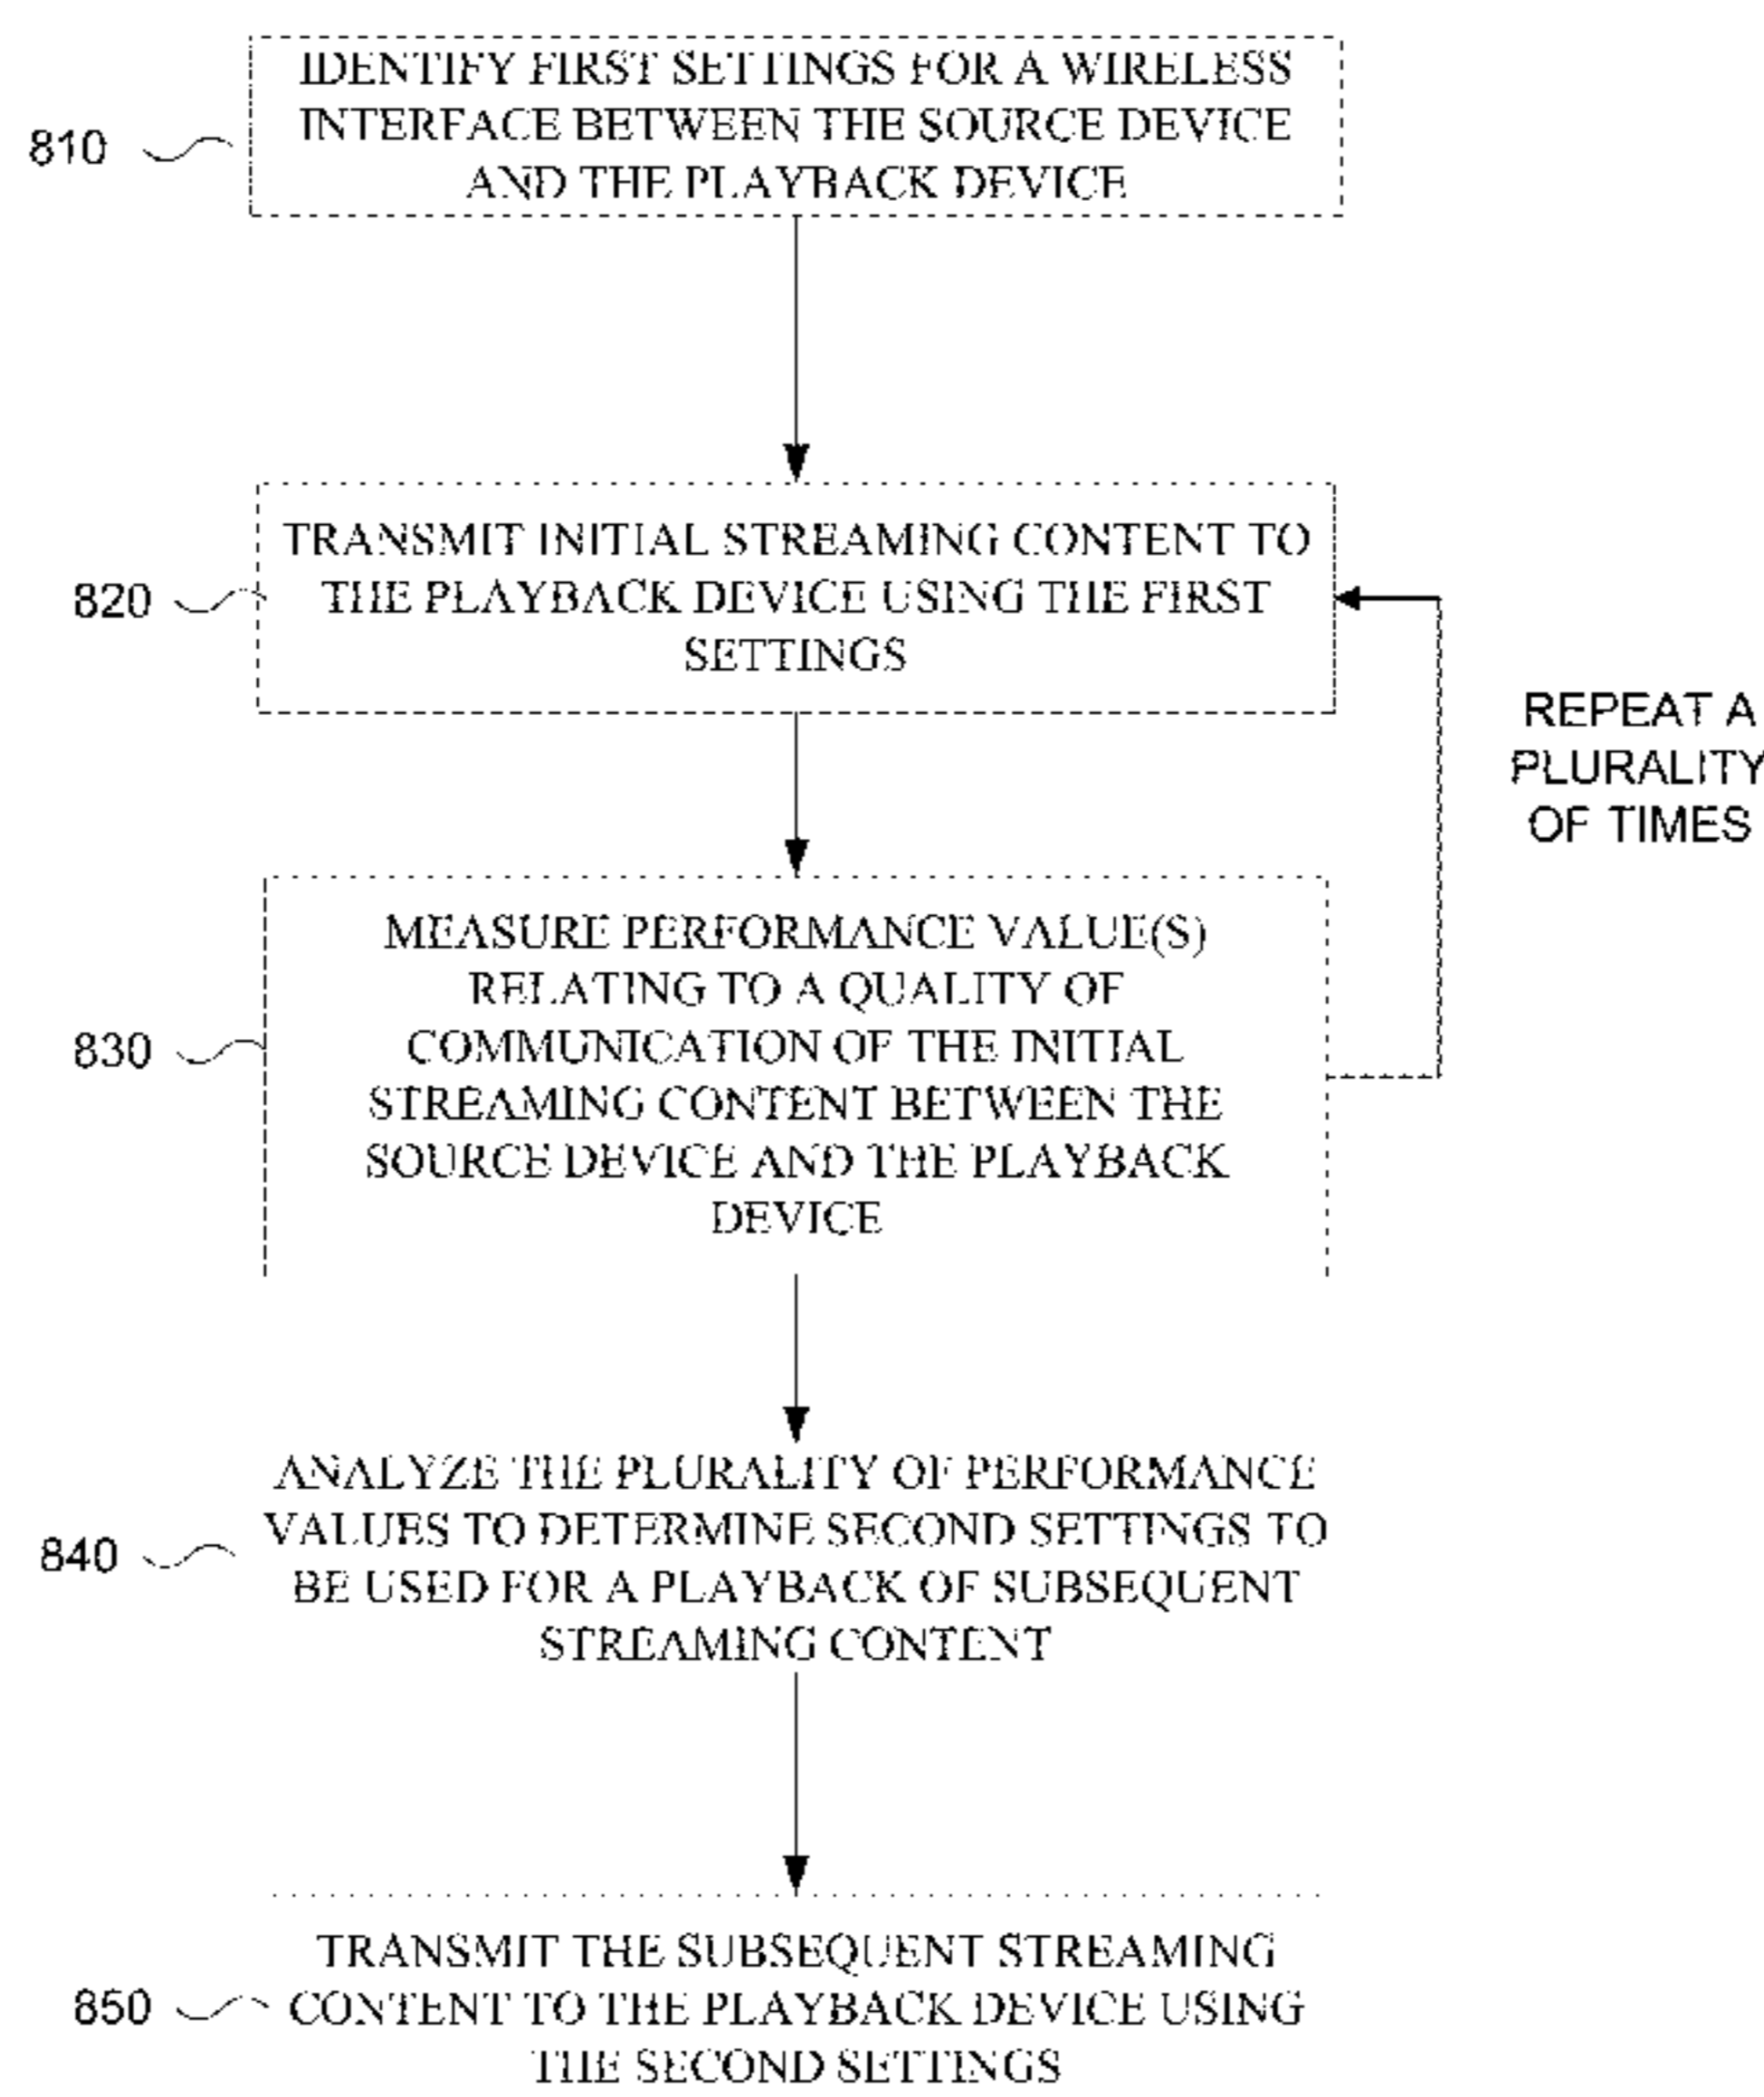 810
IDENTIFY FIRST SETTINGS FOR A WIRELESS
INTERFACE BETWEEN THE SOURCE DEVICE
AND THE PLAYBACK DEVICE
820
TRANSMIT INITIAL STREAMING CONTENT TO
THE PLAYBACK DEVICE USING THE FIRST
SETTINGS
REPEAT A
PLURALITY
OF TIMES
830
MEASURE PERFORMANCE VALUE(S)
RELATING TO A QUALITY OF
COMMUNICATION OF THE INITIAL
STREAMING CONTENT BETWEEN THE
SOURCE DEVICE AND THE PLAYBACK
DEVICE
840
ANALYZE THE PLURALITY OF PERFORMANCE
VALUES TO DETERMINE SECOND SETTINGS TO
BE USED FOR A PLAYBACK OF SUBSEQUENT
STREAMING CONTENT
850
TRANSMIT THE SUBSEQUENT STREAMING
CONTENT TO THE PLAYBACK DEVICE USING
THE SECOND SETTINGS